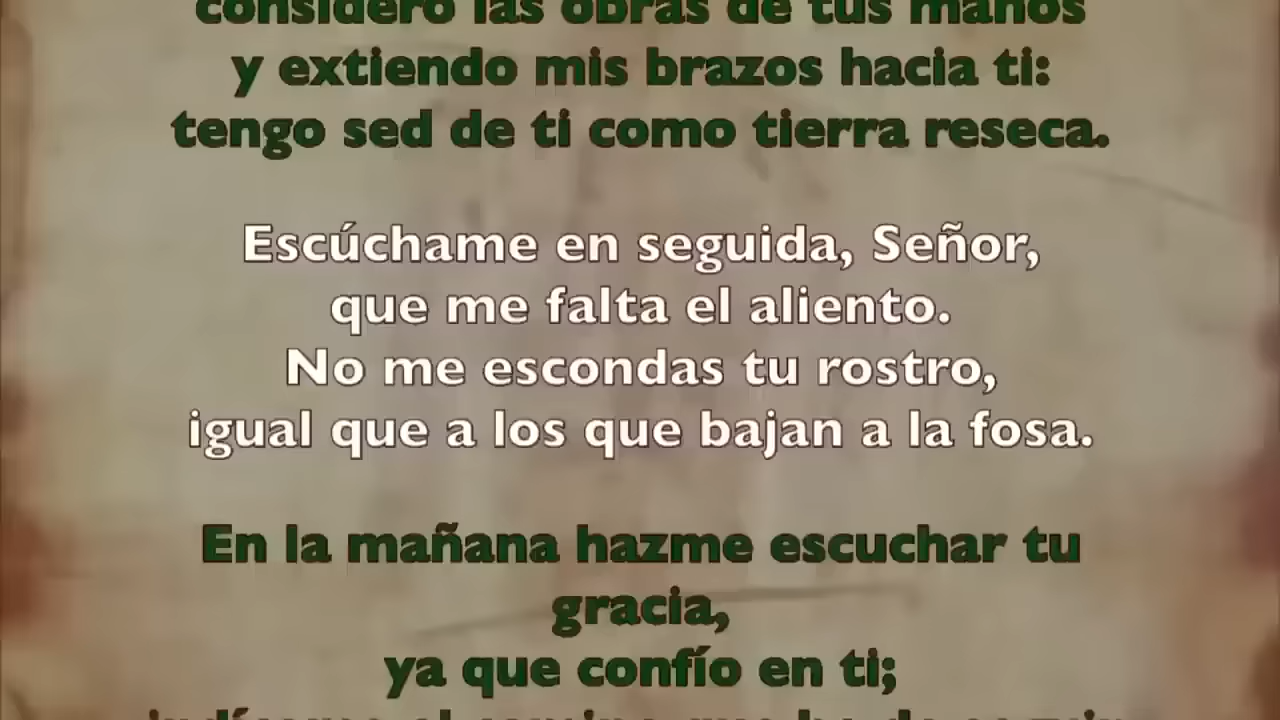 considero las obras de tus manos
y extiendo mis brazos hacia ti:
tengo sed de ti como tierra reseca.
Escúchame en seguida, Señor,
que me falta el aliento.
No me escondas tu rostro,
igual que a los que bajan a la fosa.
En la mañana hazme escuchar tu
gracia,
ya que confío en ti;